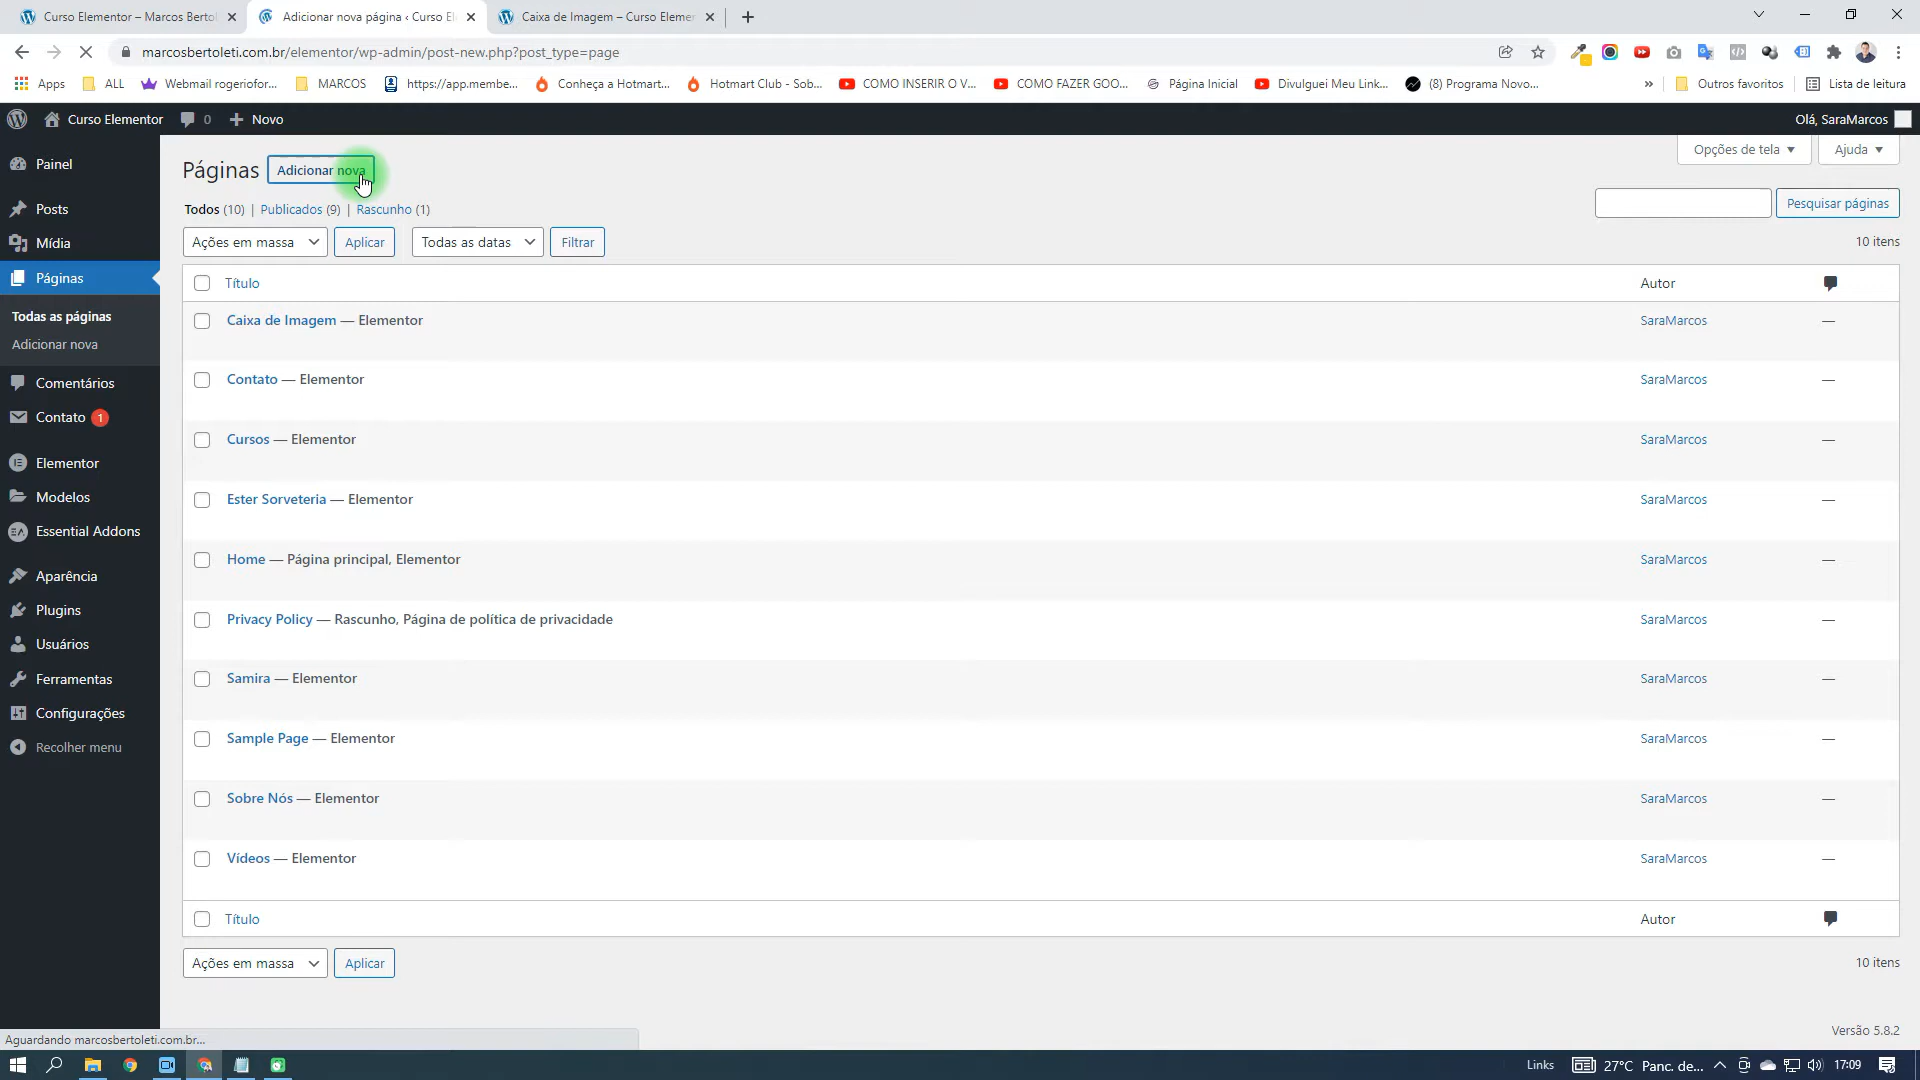 Curso Elementor – Marcos Bertol
Adicionar nova página ‹ Curso El
Caixa de Imagem – Curso Elemen
marcosbertoleti.com.br/elementor/wp-admin/post-new.php?post_type=page
Apps
ALL
Webmail rogeriofor...
MARCOS
https://app.membe...
Conheça a Hotmart...
Hotmart Club - Sob...
COMO INSERIR O V...
COMO FAZER GOO...
Página Inicial
Divulguei Meu Link...
(8) Programa Novo...
»
Outros favoritos
Lista de leitura
Curso Elementor
0
Novo
Olá, SaraMarcos
Painel
Posts
Mídia
Páginas
Todas as páginas
Adicionar nova
Comentários
Contato 1
Elementor
Modelos
Essential Addons
Aparência
Plugins
Usuários
Ferramentas
Configurações
Recolher menu
Páginas
Adicionar nova
Opções de tela
Ajuda
Todos (10) | Publicados (9) | Rascunho (1)
Pesquisar páginas
Ações em massa
Aplicar
Todas as datas
Filtrar
10 itens
Título
Autor
Caixa de Imagem — Elementor
SaraMarcos
—
Contato — Elementor
SaraMarcos
—
Cursos — Elementor
SaraMarcos
—
Ester Sorveteria — Elementor
SaraMarcos
—
Home — Página principal, Elementor
SaraMarcos
—
Privacy Policy — Rascunho, Página de política de privacidade
SaraMarcos
—
Samira — Elementor
SaraMarcos
—
Sample Page — Elementor
SaraMarcos
—
Sobre Nós — Elementor
SaraMarcos
—
Vídeos — Elementor
SaraMarcos
—
Título
Autor
Ações em massa
Aplicar
10 itens
Versão 5.8.2
Aguardando marcosbertoleti.com.br...
Links
27°C Panc. de...
17:09